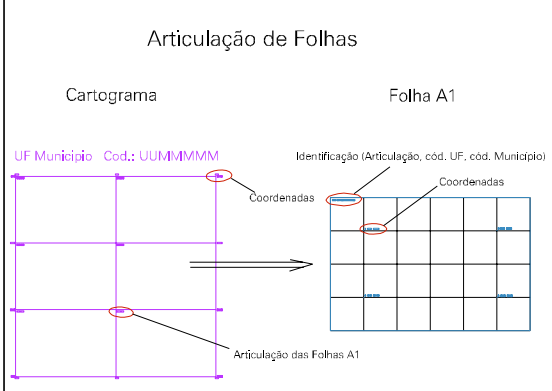 Articulação de Folhas
Cartograma
Folha A1
UF Município Cod.: UUMMMMM
Identificação (Articulação, cód. UF, cód. Município)
Coordenadas
Coordenadas
Articulação das Folhas A1